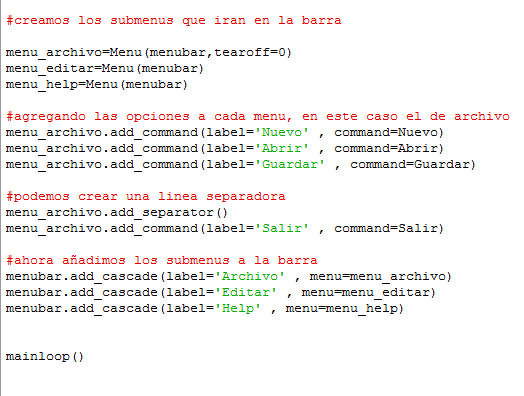 #creamos los submenus que iran en la barra
menu_archivo=Menu(menubar,tearoff=0)
menu_editar=Menu(menubar)
menu_help=Menu(menubar)
#agregando las opciones a cada menu, en este caso el de archivo
menu_archivo.add_command(label='Nuevo' , command=Nuevo)
menu_archivo.add_command(label='Abrir' , command=Abrir)
menu_archivo.add_command(label='Guardar' , command=Guardar)
#podemos crear una linea separadora
menu_archivo.add_separator()
menu_archivo.add_command(label='Salir' , command=Salir)
#ahora añadimos los submenus a la barra
menubar.add_cascade(label='Archivo' , menu=menu_archivo)
menubar.add_cascade(label='Editar' , menu=menu_editar)
menubar.add_cascade(label='Help' , menu=menu_help)
mainloop()